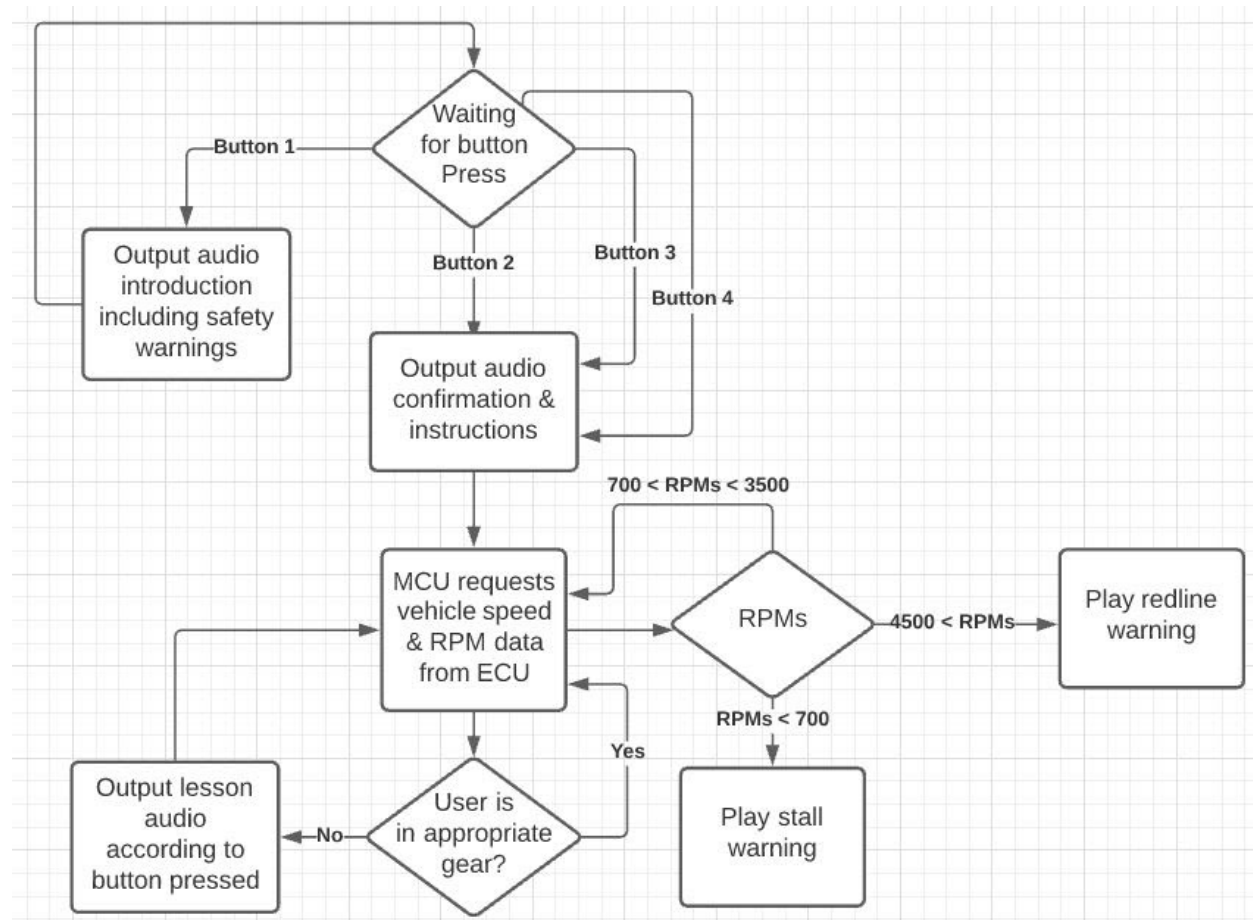 Waiting
for button
Press
Button 1
Button 2
Button 3
Button 4
Output audio
introduction
including safety
warnings
Output audio
confirmation &
instructions
700 < RPMs < 3500
MCU requests
vehicle speed
& RPM data
from ECU
RPMs
4500 < RPMs
Play redline
warning
RPMs < 700
Play stall
warning
Yes
User is
in appropriate
gear?
No
Output lesson
audio
according to
button pressed